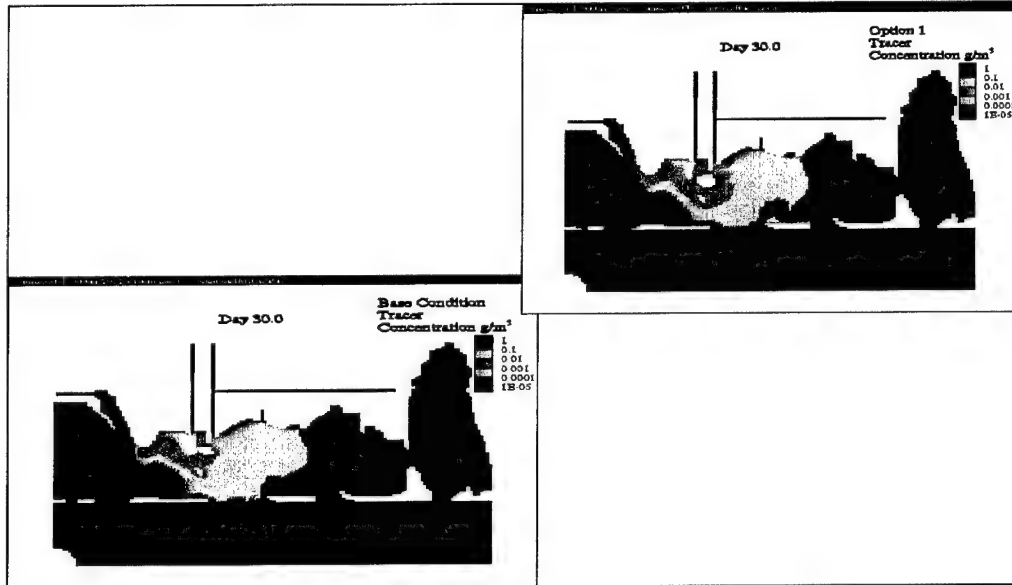 Option 1
Tracer
Concentration g/m³
Day 30.0
1
0.1
0.01
0.001
0.0001
1E-05
Base Condition
Tracer
Concentration g/m³
Day 30.0
1
0.1
0.01
0.001
0.0001
1E-05